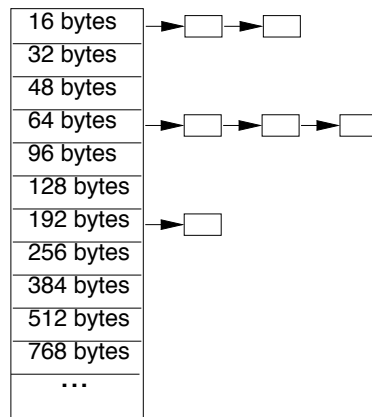 16 bytes
32 bytes
48 bytes
64 bytes
96 bytes
128 bytes
192 bytes
256 bytes
384 bytes
512 bytes
768 bytes
...